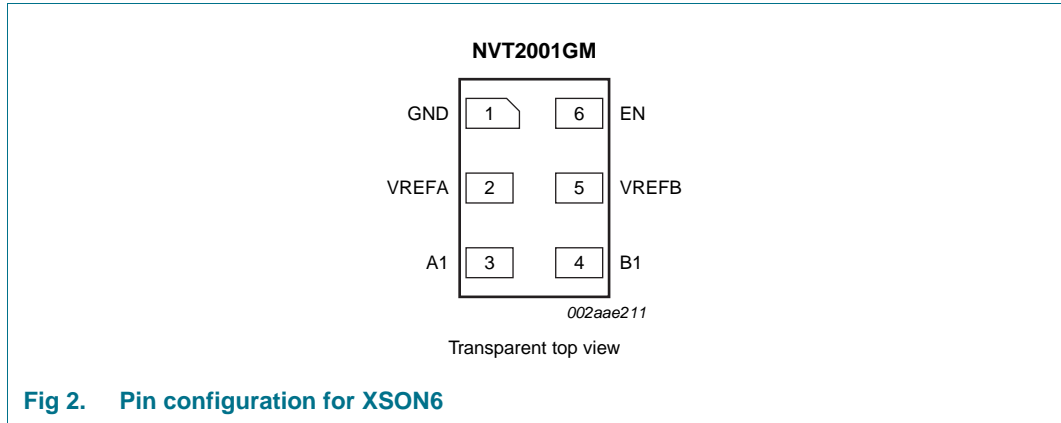 NVT2001GM
GND 1 6 EN
VREFA 2 5 VREFB
A1 3 4 B1
002aae211
Transparent top view
Fig 2. Pin configuration for XSON6